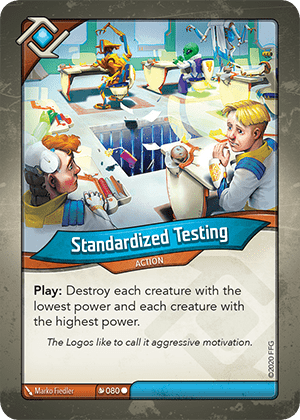 Standardized Testing
ACTION
Play: Destroy each creature with the
lowest power and each creature with
the highest power.
The Logos like to call it aggressive motivation.
Marko Fiedler
080
©2020 FFG